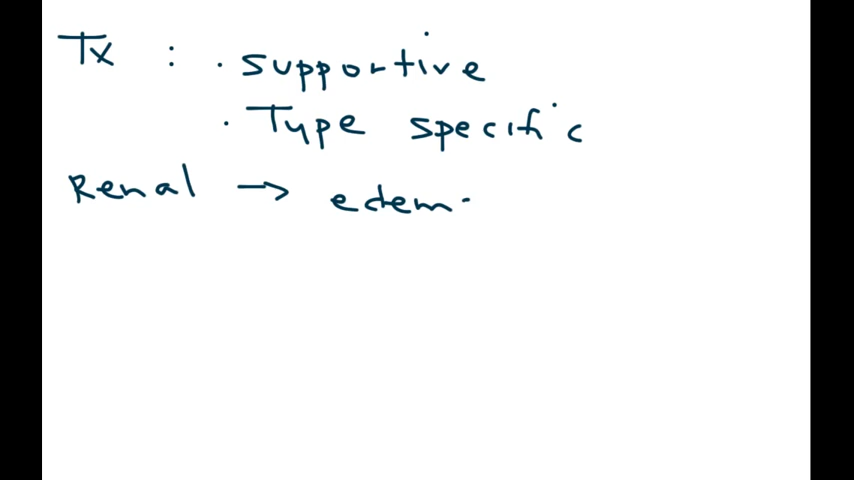 Tx : · supportive
· Type specific
Renal → edem